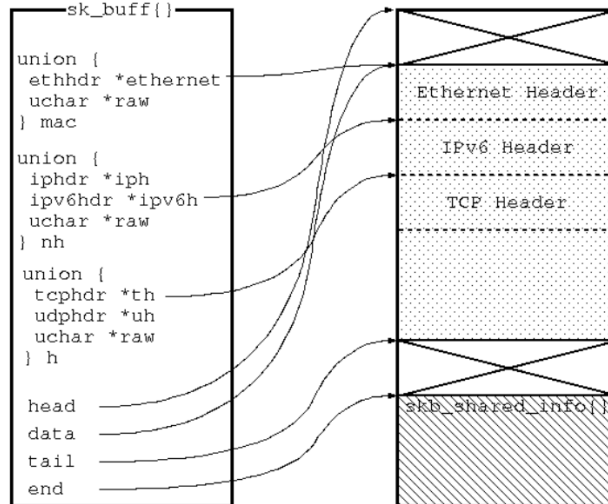 sk_buff{}
union {
ethhdr *ethernet
uchar *raw
} mac
union {
iphdr *iph
ipv6hdr *ipv6h
uchar *raw
} nh
union {
tcphdr *th
udphdr *uh
uchar *raw
} h
head
data
tail
end
Ethernet Header
IPv6 Header
TCP Header
skb_shared_info{}